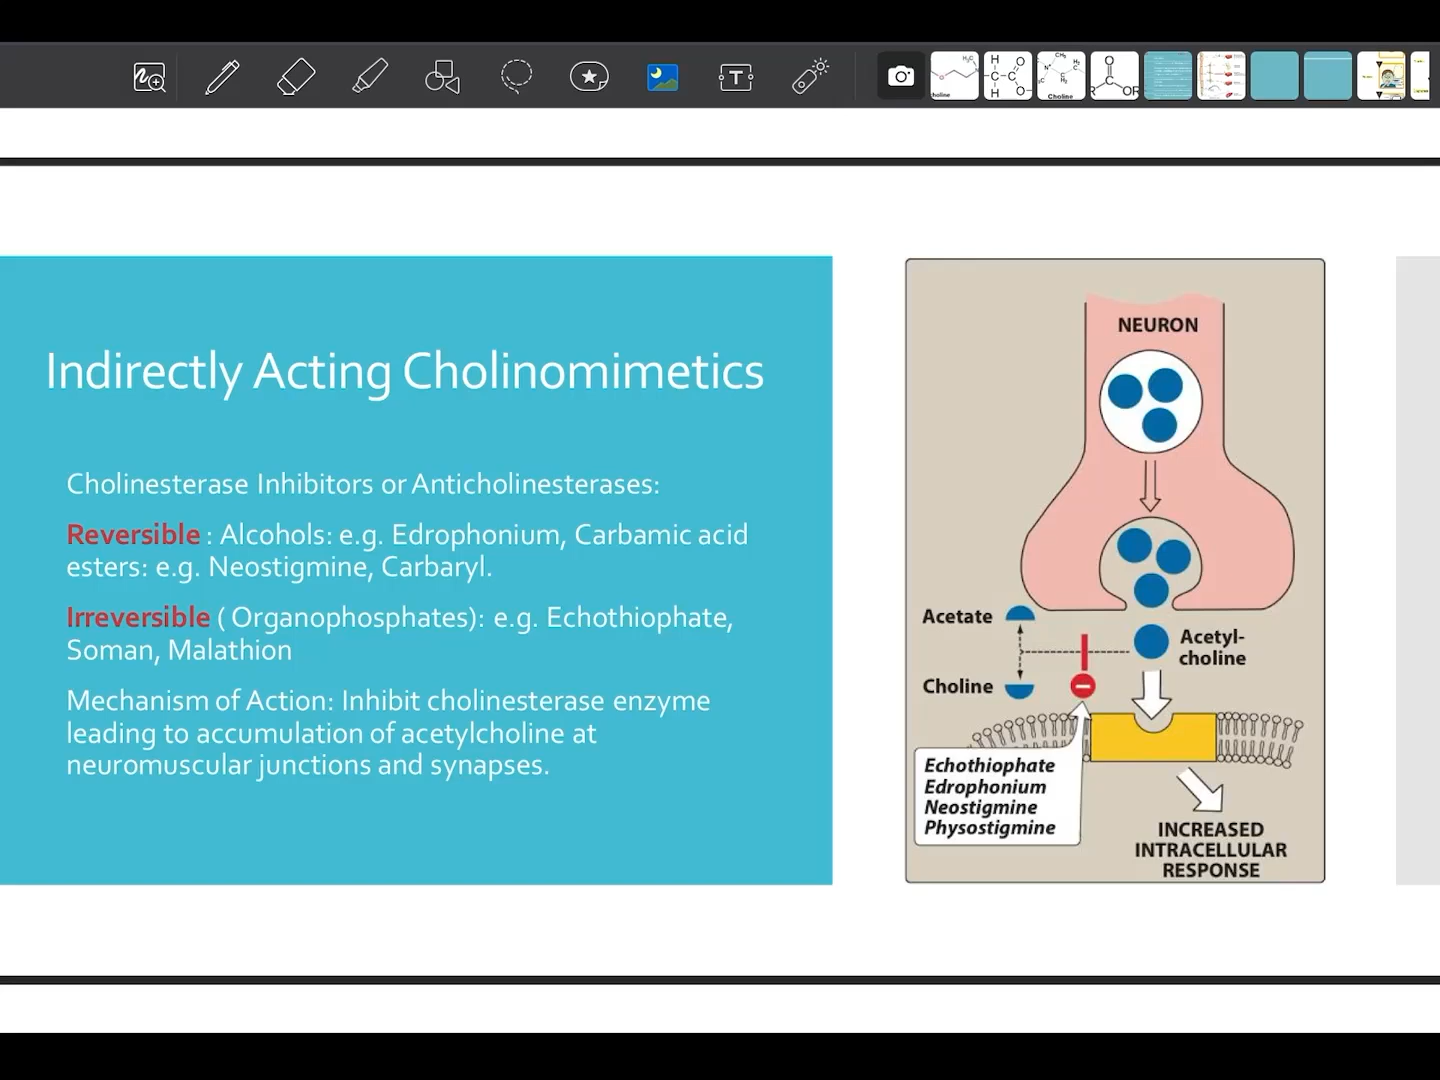 Indirectly Acting Cholinomimetics
Cholinesterase Inhibitors or Anticholinesterases:
Reversible : Alcohols: e.g. Edrophonium, Carbamic acid
esters: e.g. Neostigmine, Carbaryl.
Irreversible ( Organophosphates): e.g. Echothiophate,
Soman, Malathion
Mechanism of Action: Inhibit cholinesterase enzyme
leading to accumulation of acetylcholine at
neuromuscular junctions and synapses.
NEURON
Acetate
Acetyl-
choline
Choline
Echothiophate
Edrophonium
Neostigmine
Physostigmine
INCREASED
INTRACELLULAR
RESPONSE